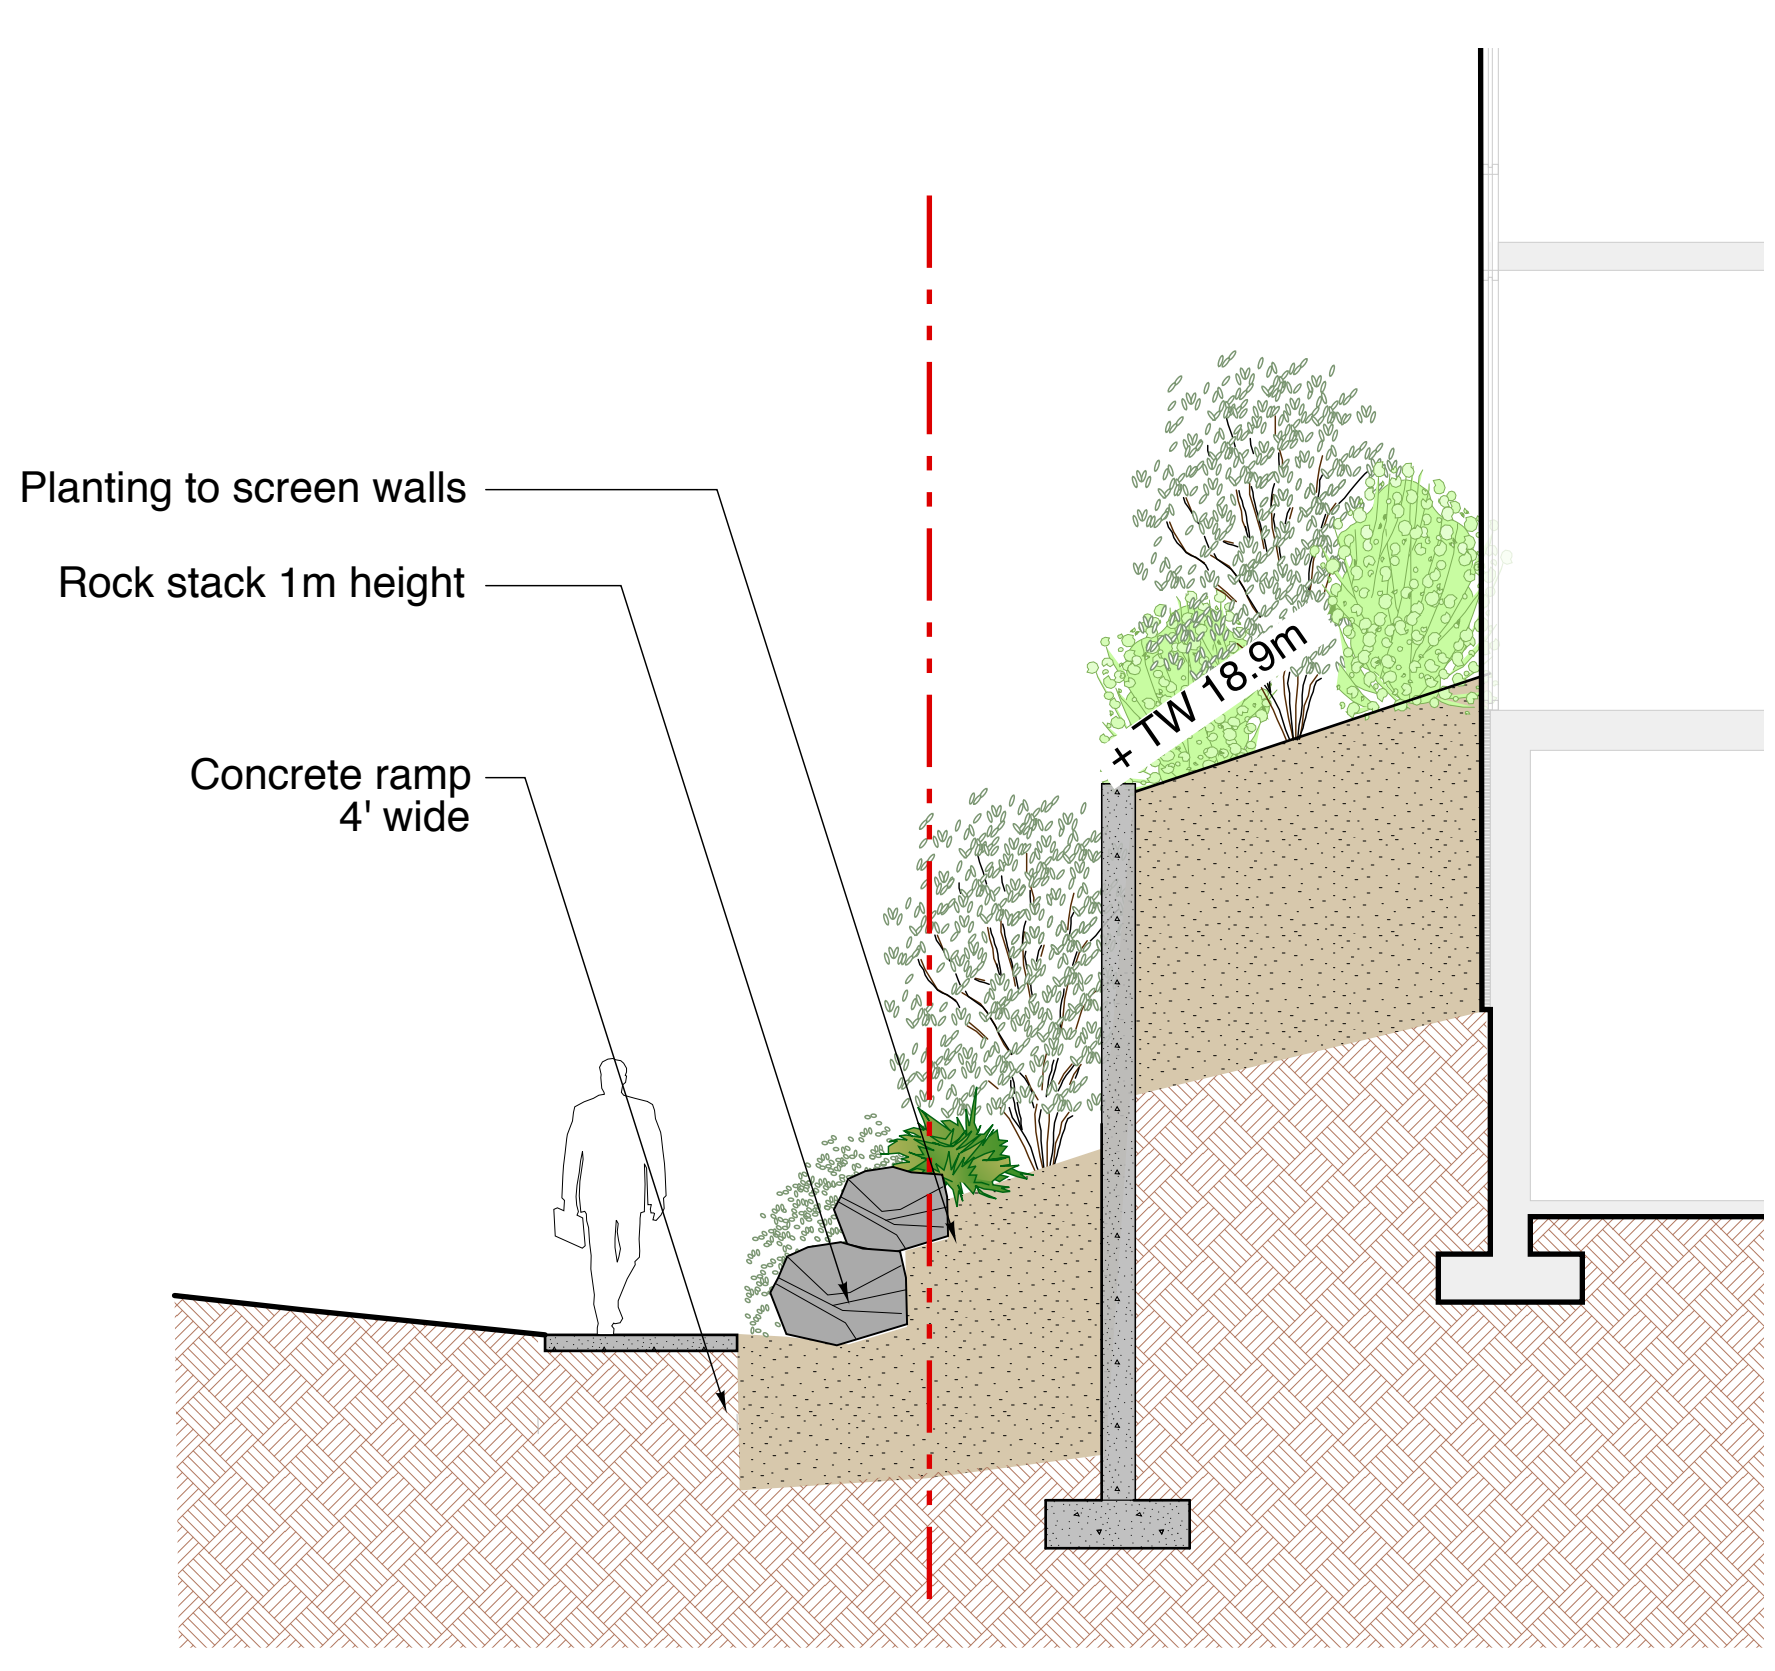 Planting to screen walls
Rock stack 1m height
+ TW 18.9m
Concrete ramp
4' wide